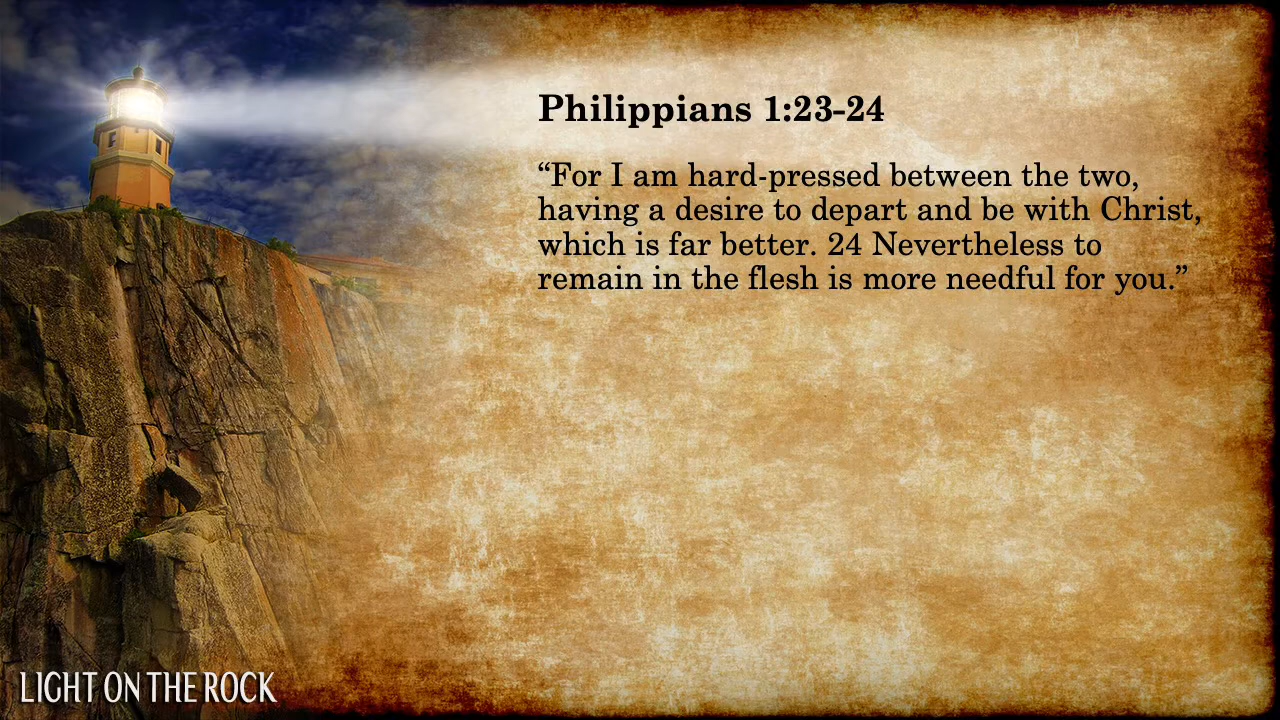 Philippians 1:23-24
“For I am hard-pressed between the two,
having a desire to depart and be with Christ,
which is far better. 24 Nevertheless to
remain in the flesh is more needful for you.”
LIGHT ON THE ROCK